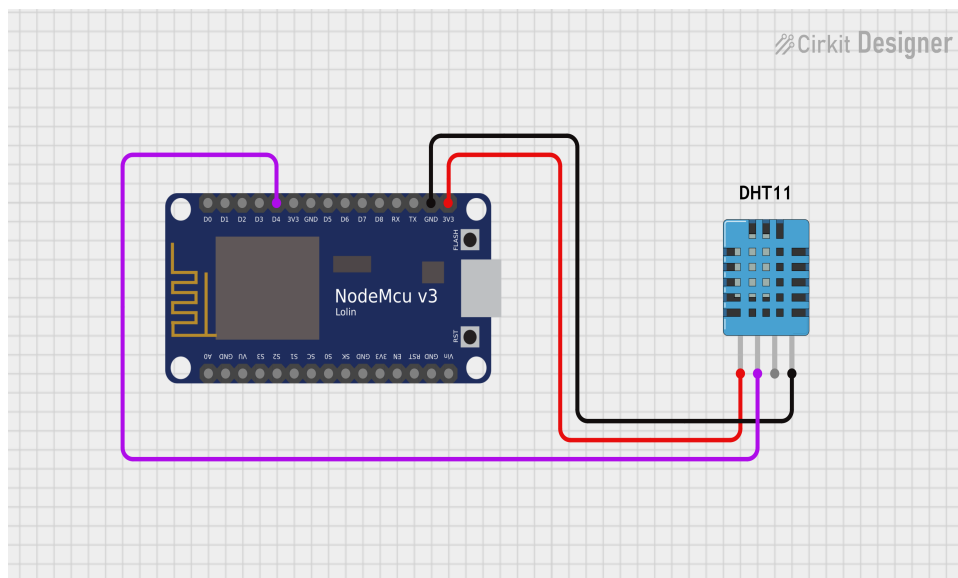 Cirkit Designer
DHT11
D0 D1 D2 D3 D4 3V3 GND D5 D6 D7 D8 RX TX GND 3V3
FLASH
NodeMcu v3
Lolin
RST
A0 GND VU S3 S2 S1 SC S0 SK GND 3V3 EN RST GND Vin